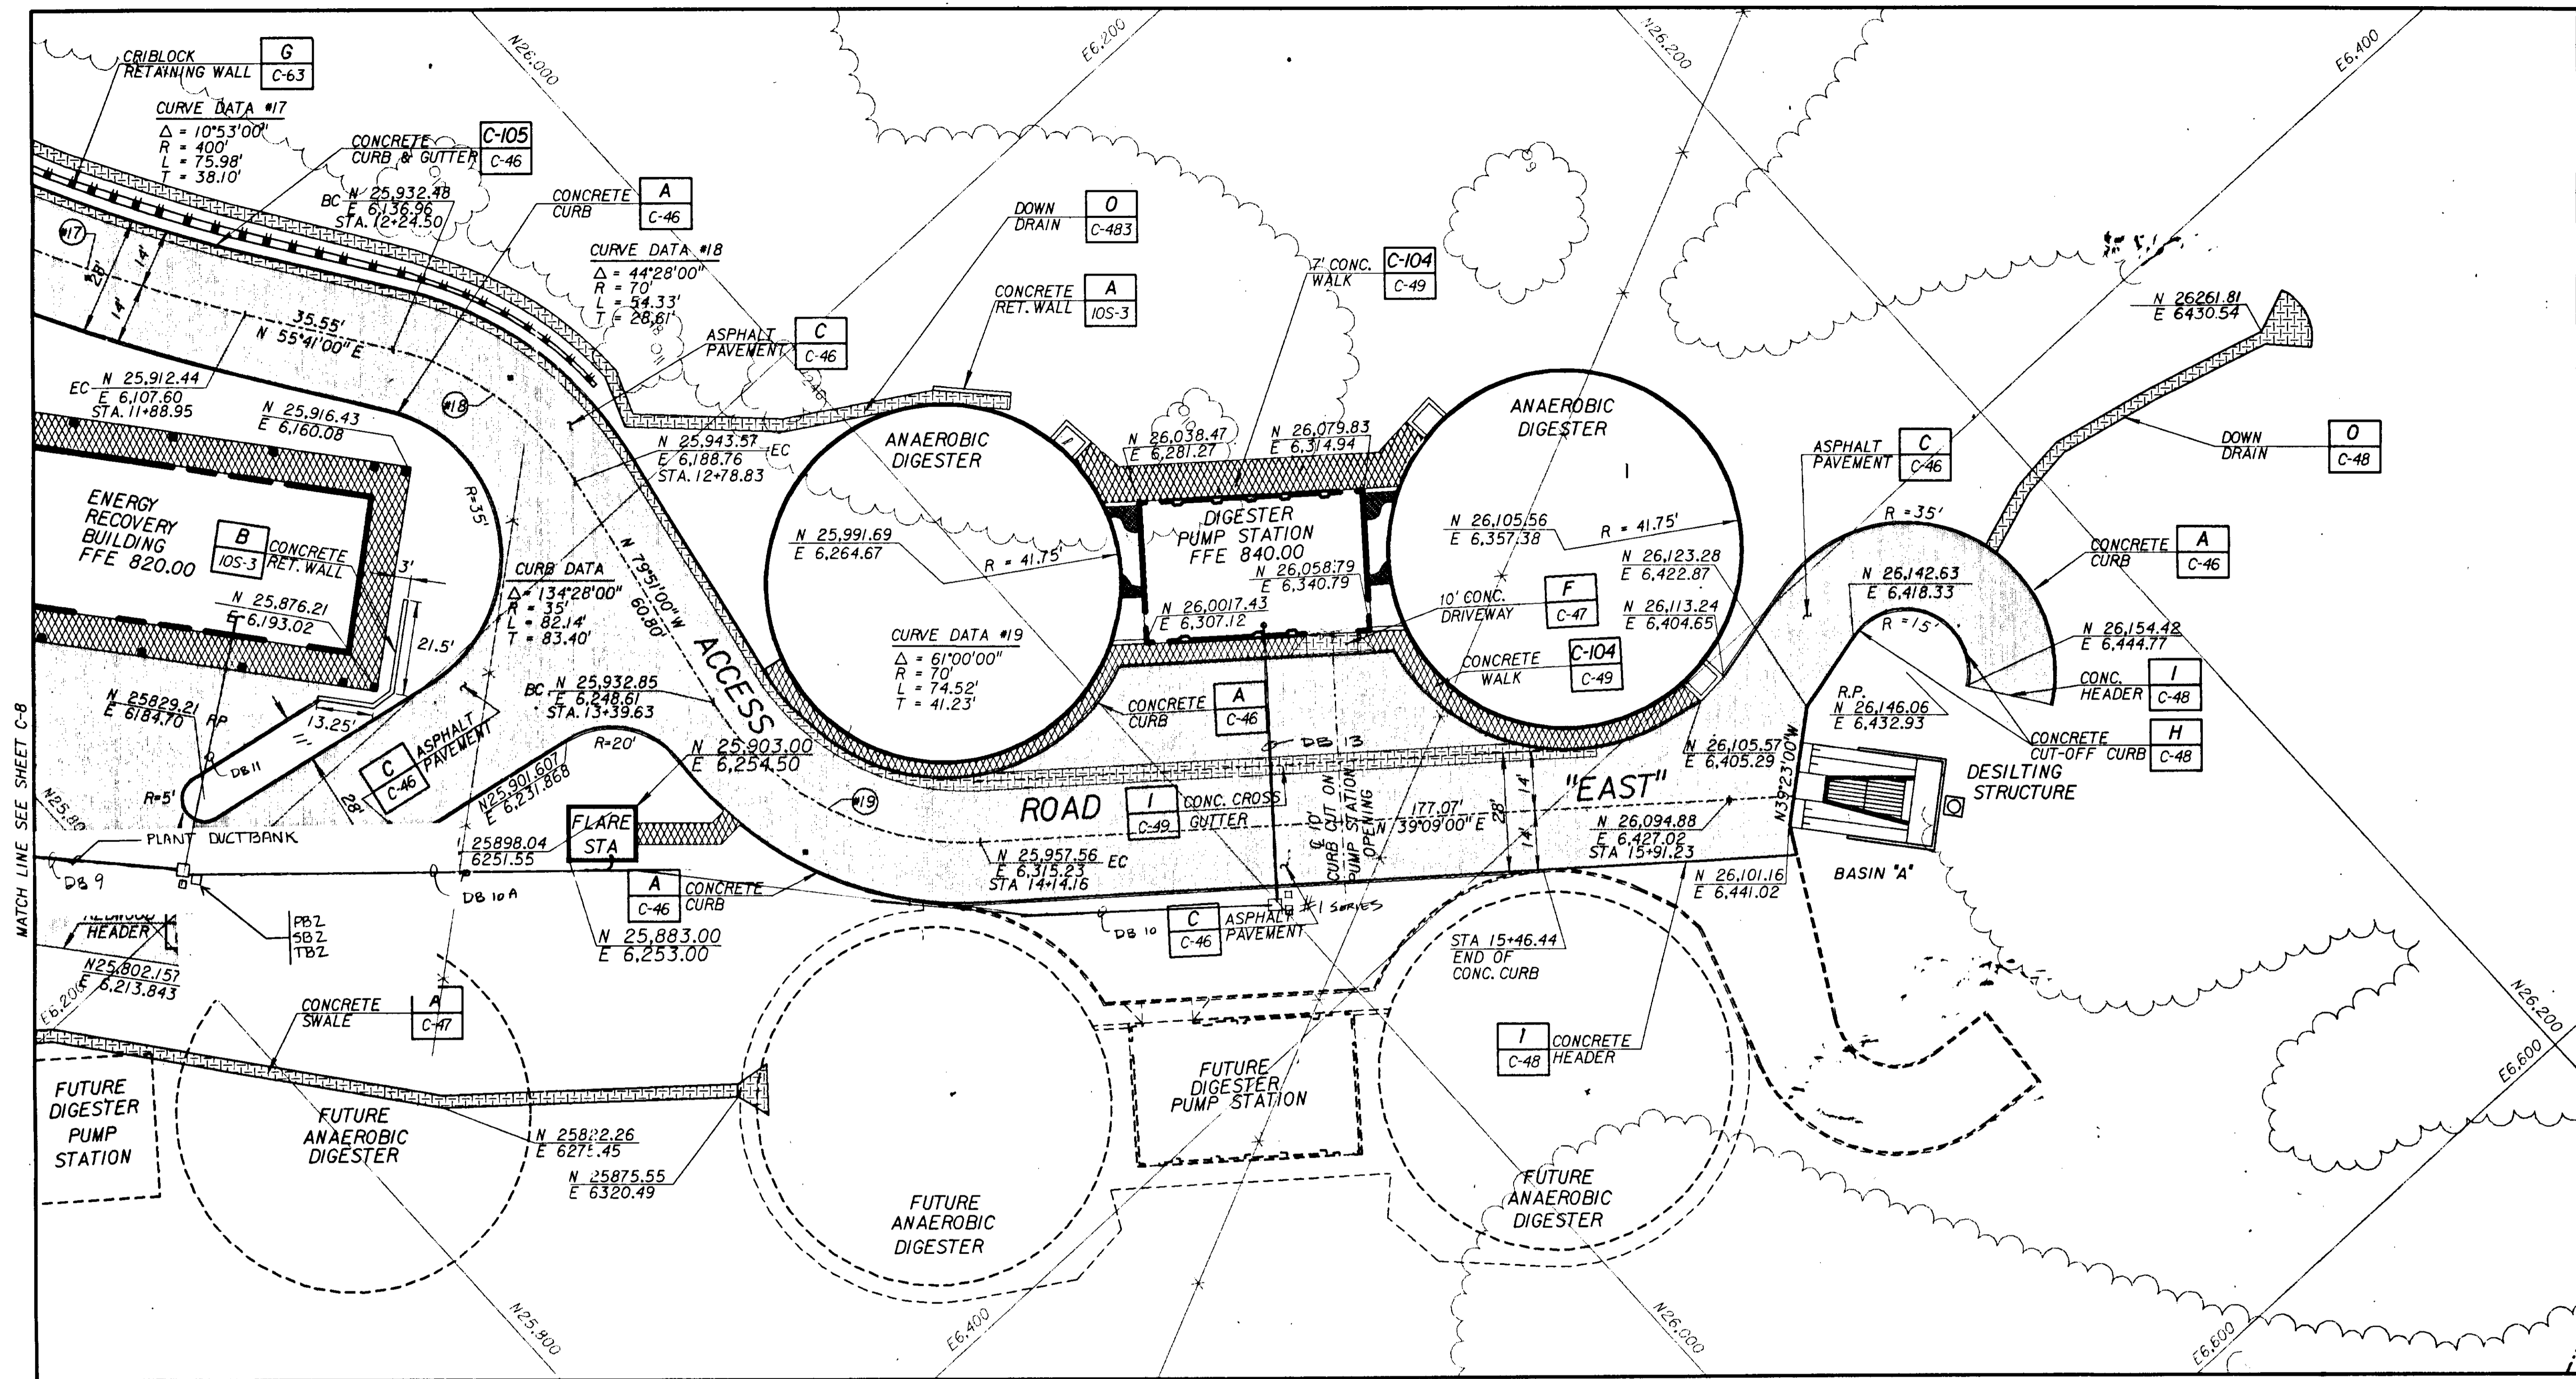 CRIBLOCK
RETAINING WALL
G
C-63
CURVE DATA #17
Δ = 10°53'00"
R = 400'
L = 75.98'
T = 38.10'
CONCRETE
CURB & GUTTER
C-105
C-46
BC N 25,932.48
E 6,136.96
STA. 12+24.50
CONCRETE
CURB
A
C-46
CURVE DATA #18
Δ = 44°28'00"
R = 70'
L = 54.33'
T = 28.61'
ASPHALT
PAVEMENT
C
C-46
N26,000
E6,200
N26,200
E6,400
DOWN
DRAIN
O
C-483
CONCRETE
RET. WALL
A
10S-3
7' CONC.
WALK
C-104
C-49
N 26261.81
E 6430.54
#17
28'
14'
14'
35.55'
N 55°41'00" E
EC N 25,912.44
E 6,107.60
STA. 11+88.95
N 25,916.43
E 6,160.08
#18
N 25,943.57 EC
E 6,188.76
STA. 12+78.83
ANAEROBIC
DIGESTER
N 26,038.47
E 6,281.27
N 26,079.83
E 6,314.94
ANAEROBIC
DIGESTER
1
ASPHALT
PAVEMENT
C
C-46
DOWN
DRAIN
O
C-48
ENERGY
RECOVERY
BUILDING
FFE 820.00
B
10S-3
CONCRETE
RET. WALL
3'
R=35'
N 25,876.21
E 6,193.02
21.5'
CURB DATA
Δ = 134°28'00"
R = 35'
L = 82.14'
T = 83.40'
N 79°51'00" W
60.80'
N 25,991.69
E 6,264.67
R = 41.75'
DIGESTER
PUMP STATION
FFE 840.00
N 26,058.79
E 6,340.79
N 26,0017.43
E 6,307.12
N 26,105.56
E 6,357.38
R = 41.75'
N 26,123.28
E 6,422.87
N 26,113.24
E 6,404.65
10' CONC.
DRIVEWAY
F
C-47
CONCRETE
WALK
C-104
C-49
R = 35'
CONCRETE
CURB
A
C-46
N 26,142.63
E 6,418.33
R = 15'
N 26,154.42
E 6,444.77
CONC.
HEADER
I
C-48
R.P.
N 26,146.06
E 6,432.93
CONCRETE
CUT-OFF CURB
H
C-48
CURVE DATA #19
Δ = 61°00'00"
R = 70'
L = 74.52'
T = 41.23'
CONCRETE
CURB
A
C-46
N 25829.21
E 6184.70 RP
13.25'
DB 11
R=5'
28'
C
C-46
ASPHALT
PAVEMENT
BC N 25,932.85
E 6,248.61
STA. 13+39.63
R=20'
N 25,903.00
E 6,254.50
N25,901.607
E 6,231.868
ACCESS
ROAD
"EAST"
#19
DB 13
I
C-49
CONC. CROSS
GUTTER
℄ 10'
CURB CUT ON
PUMP STATION
OPENING
177.07'
N 39°09'00" E
28'
14'
14'
N 26,105.57
E 6,405.29
N39°23'00"W
N 26,094.88
E 6,427.02
STA 15+91.23
DESILTING
STRUCTURE
BASIN "A"
MATCH LINE SEE SHEET C-8
PLANT DUCTBANK
FLARE
STA
25898.04
6251.55
DB 9
DB 10A
A
C-46
CONCRETE
CURB
N 25,957.56 EC
E 6,315.23
STA 14+14.16
DB 10
C
C-46
ASPHALT
PAVEMENT
#1 SERIES
N 26,101.16
E 6,441.02
STA 15+46.44
END OF
CONC. CURB
HEADER
PB2
SB2
TB2
N25,802.157
E 6,213.843
E6,200
N 25,883.00
E 6,253.00
CONCRETE
SWALE
A
C-47
I
C-48
CONCRETE
HEADER
FUTURE
DIGESTER
PUMP
STATION
FUTURE
ANAEROBIC
DIGESTER
N 25875.55
E 6320.49
FUTURE
ANAEROBIC
DIGESTER
FUTURE
DIGESTER
PUMP STATION
FUTURE
ANAEROBIC
DIGESTER
N25,800
E6,400
N26,000
E6,600
N26,200
E6,600